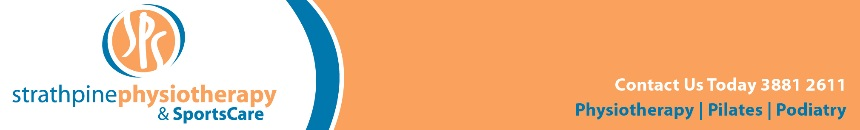 SPS
strathpinephysiotherapy
& SportsCare
Contact Us Today 3881 2611
Physiotherapy | Pilates | Podiatry